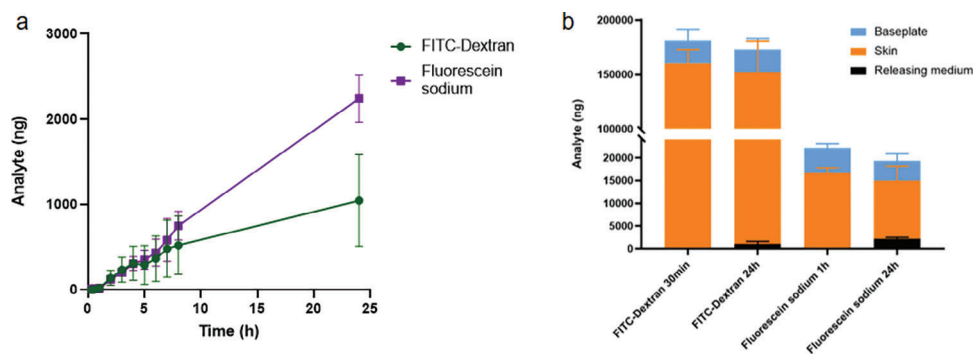 a
3000
2000
1000
0
Analyte (ng)
0
5
10
15
20
25
Time (h)
FITC-Dextran
Fluorescein
sodium
b
200000
150000
100000
20000
15000
10000
5000
0
Analyte (ng)
FITC-Dextran 30min
FITC-Dextran 24h
Fluorescein sodium 1h
Fluorescein sodium 24h
Baseplate
Skin
Releasing medium